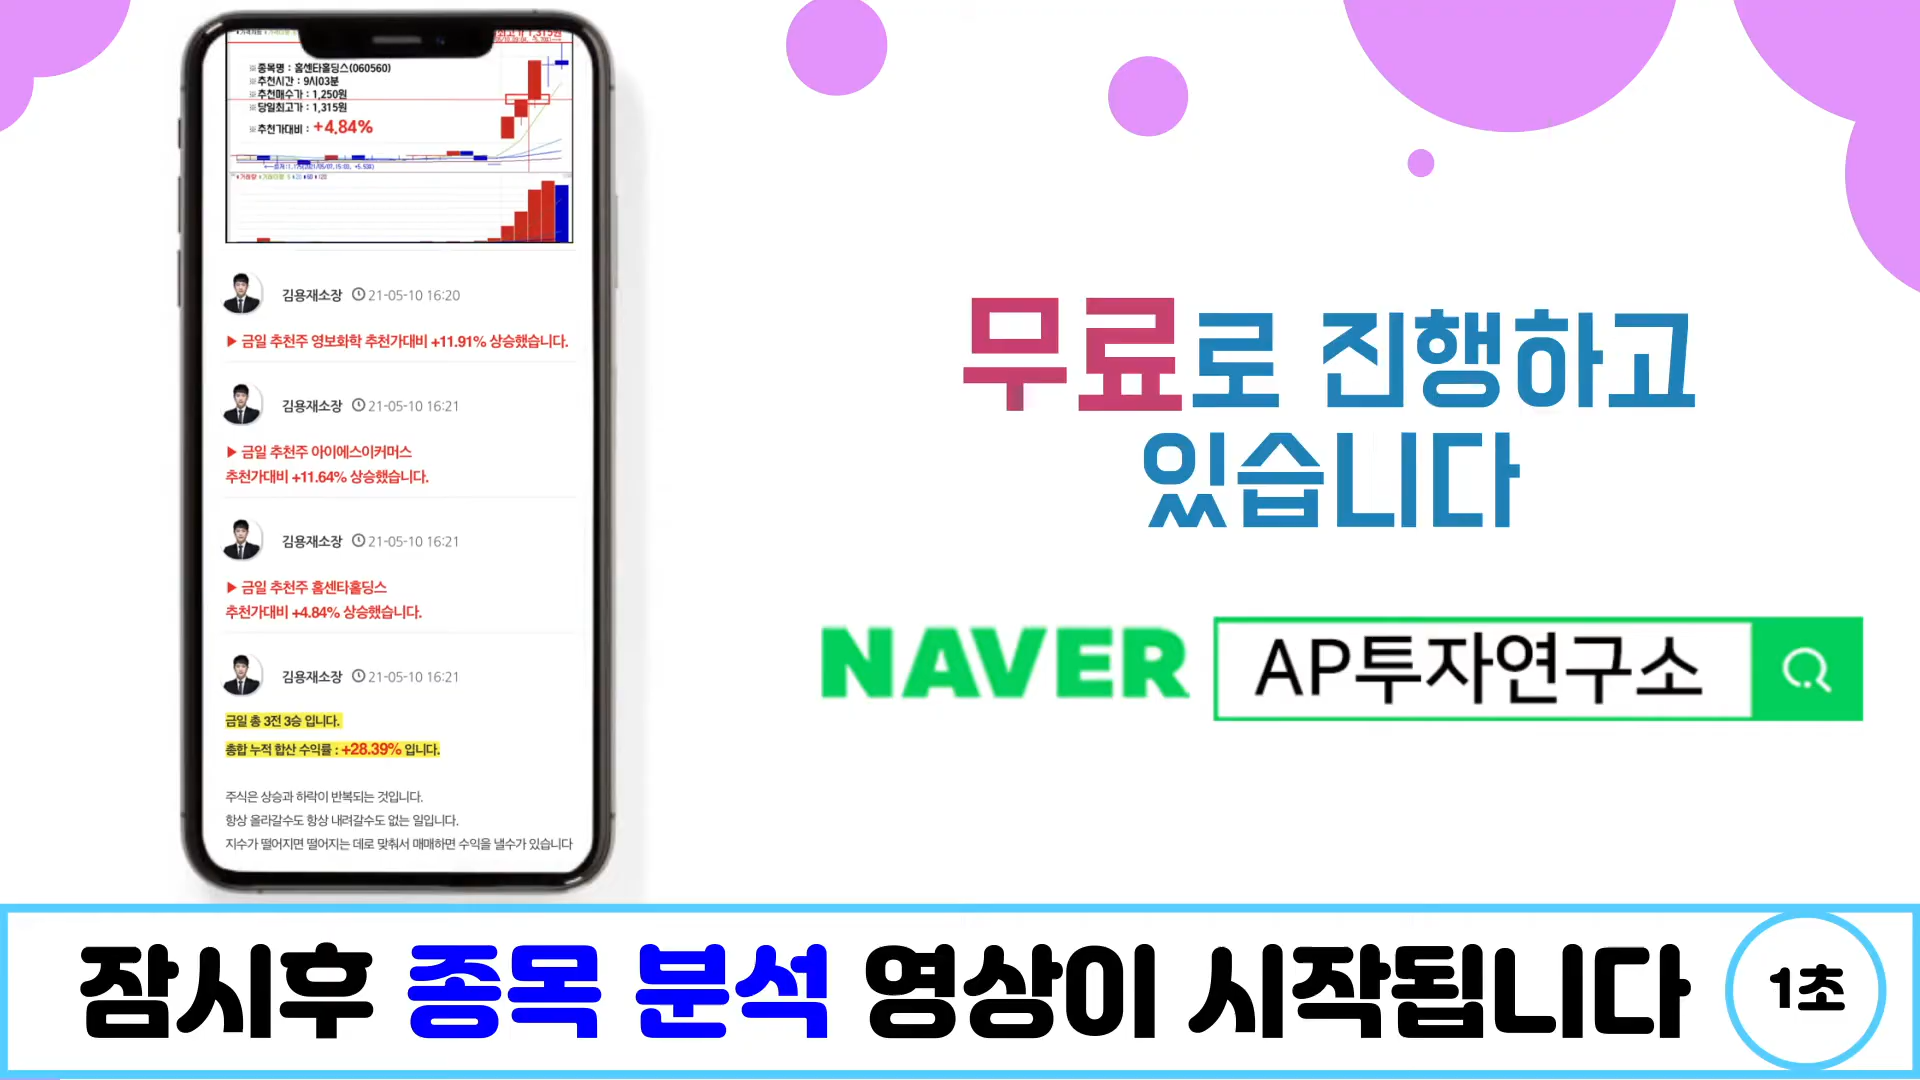 ※종목명 : 홈센타홀딩스(060560)
※추천시간 : 9시03분
※추천매수가 : 1,250원
※당일최고가 : 1,315원
※추천가대비 : +4,84%
김용재소장 21-05-10 16:20
▶ 금일 추천주 영보화학 추천가대비 +11.91% 상승했습니다.
김용재소장 21-05-10 16:21
▶ 금일 추천주 아이에스이커머스
추천가대비 +11.64% 상승했습니다.
김용재소장 21-05-10 16:21
▶ 금일 추천주 홈센타홀딩스
추천가대비 +4.84% 상승했습니다.
김용재소장 21-05-10 16:21
금일 총 3전 3승 입니다.
총합 누적 합산 수익률 : +28.39% 입니다.
주식은 상승과 하락이 반복되는 것입니다.
항상 올라갈수도 항상 내려갈수도 없는 일입니다.
지수가 떨어지면 떨어지는 데로 맞춰서 매매하면 수익을 낼수가 있습니다
무료로 진행하고
있습니다
NAVER AP투자연구소
잠시후 종목 분석 영상이 시작됩니다 1초